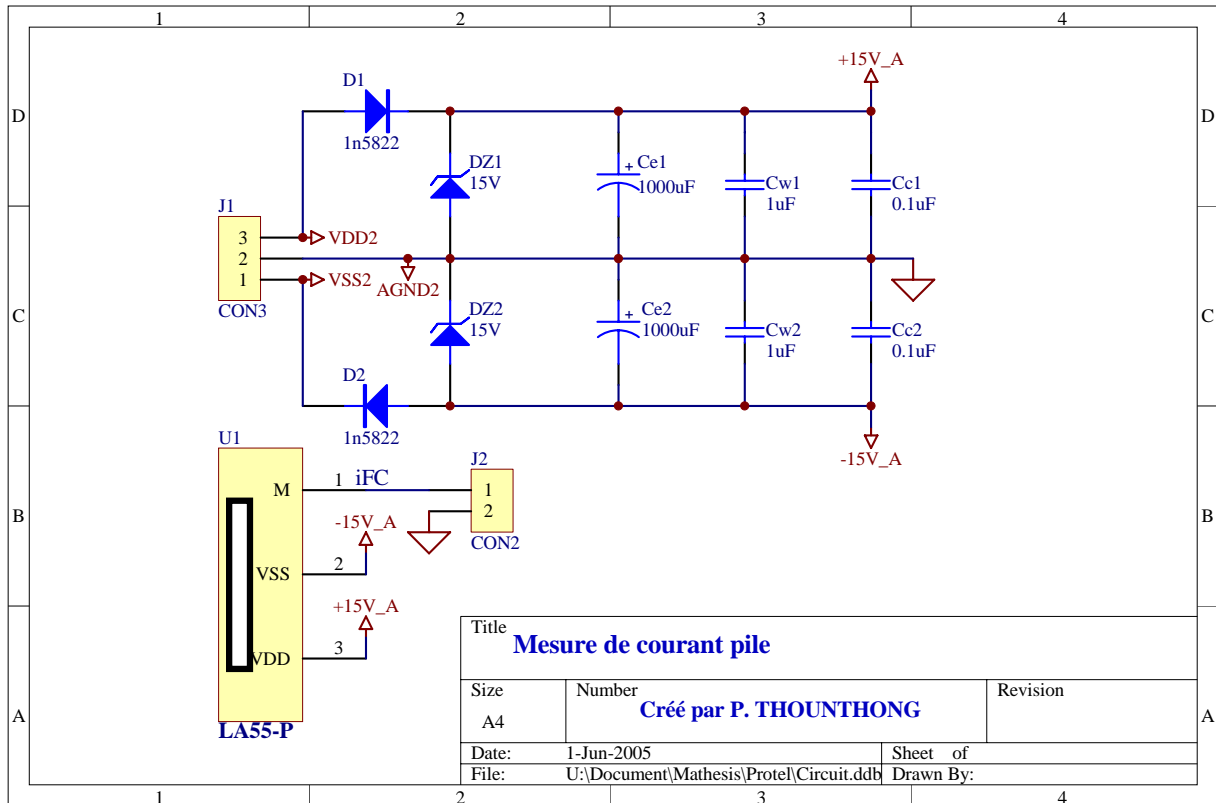 1 2 3 4
D D
C C
B B
A A
+15V_A
D1
1n5822
DZ1
15V
Ce1
+
1000uF
Cw1
1uF
Cc1
0.1uF
J1
3
2
1
CON3
VDD2
VSS2
AGND2
DZ2
15V
Ce2
+
1000uF
Cw2
1uF
Cc2
0.1uF
D2
1n5822
-15V_A
U1
M
1
iFC
J2
1
2
CON2
-15V_A
VSS
2
+15V_A
VDD
3
LA55-P
Title
Mesure de courant pile
Size
A4
Number
Créé par P. THOUNTHONG
Revision
Date: 1-Jun-2005
Sheet of
File: U:\Document\Mathesis\Protel\Circuit.ddb
Drawn By:
1 2 3 4